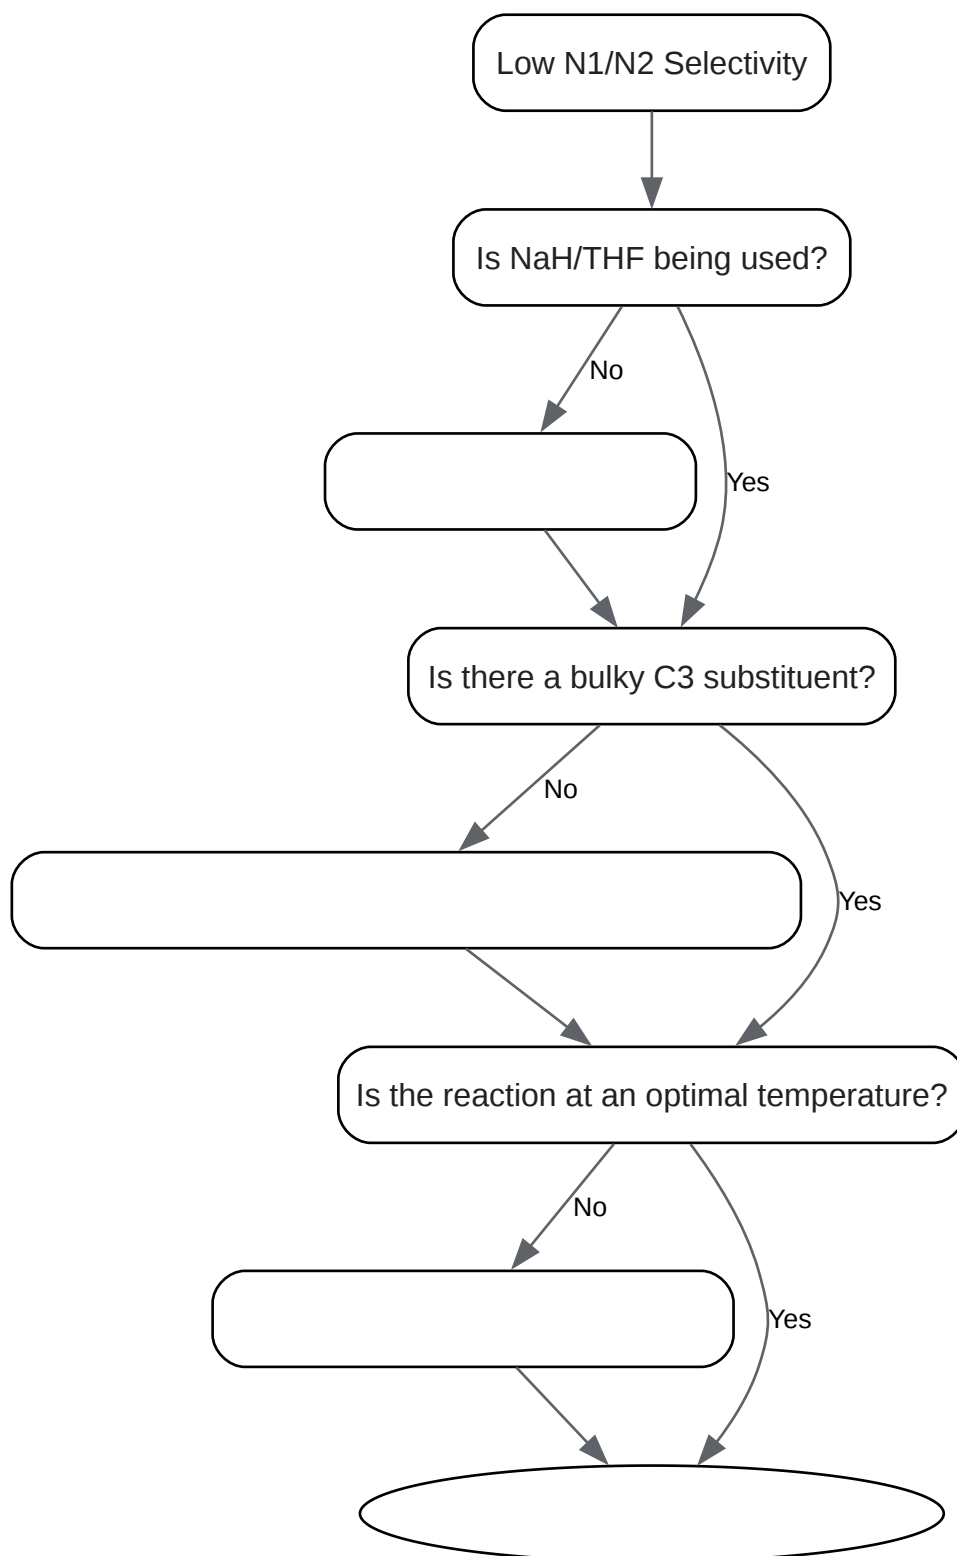 Low N1/N2 Selectivity
Is NaH/THF being used?
No
Yes
Is there a bulky C3 substituent?
No
Yes
Is the reaction at an optimal temperature?
No
Yes